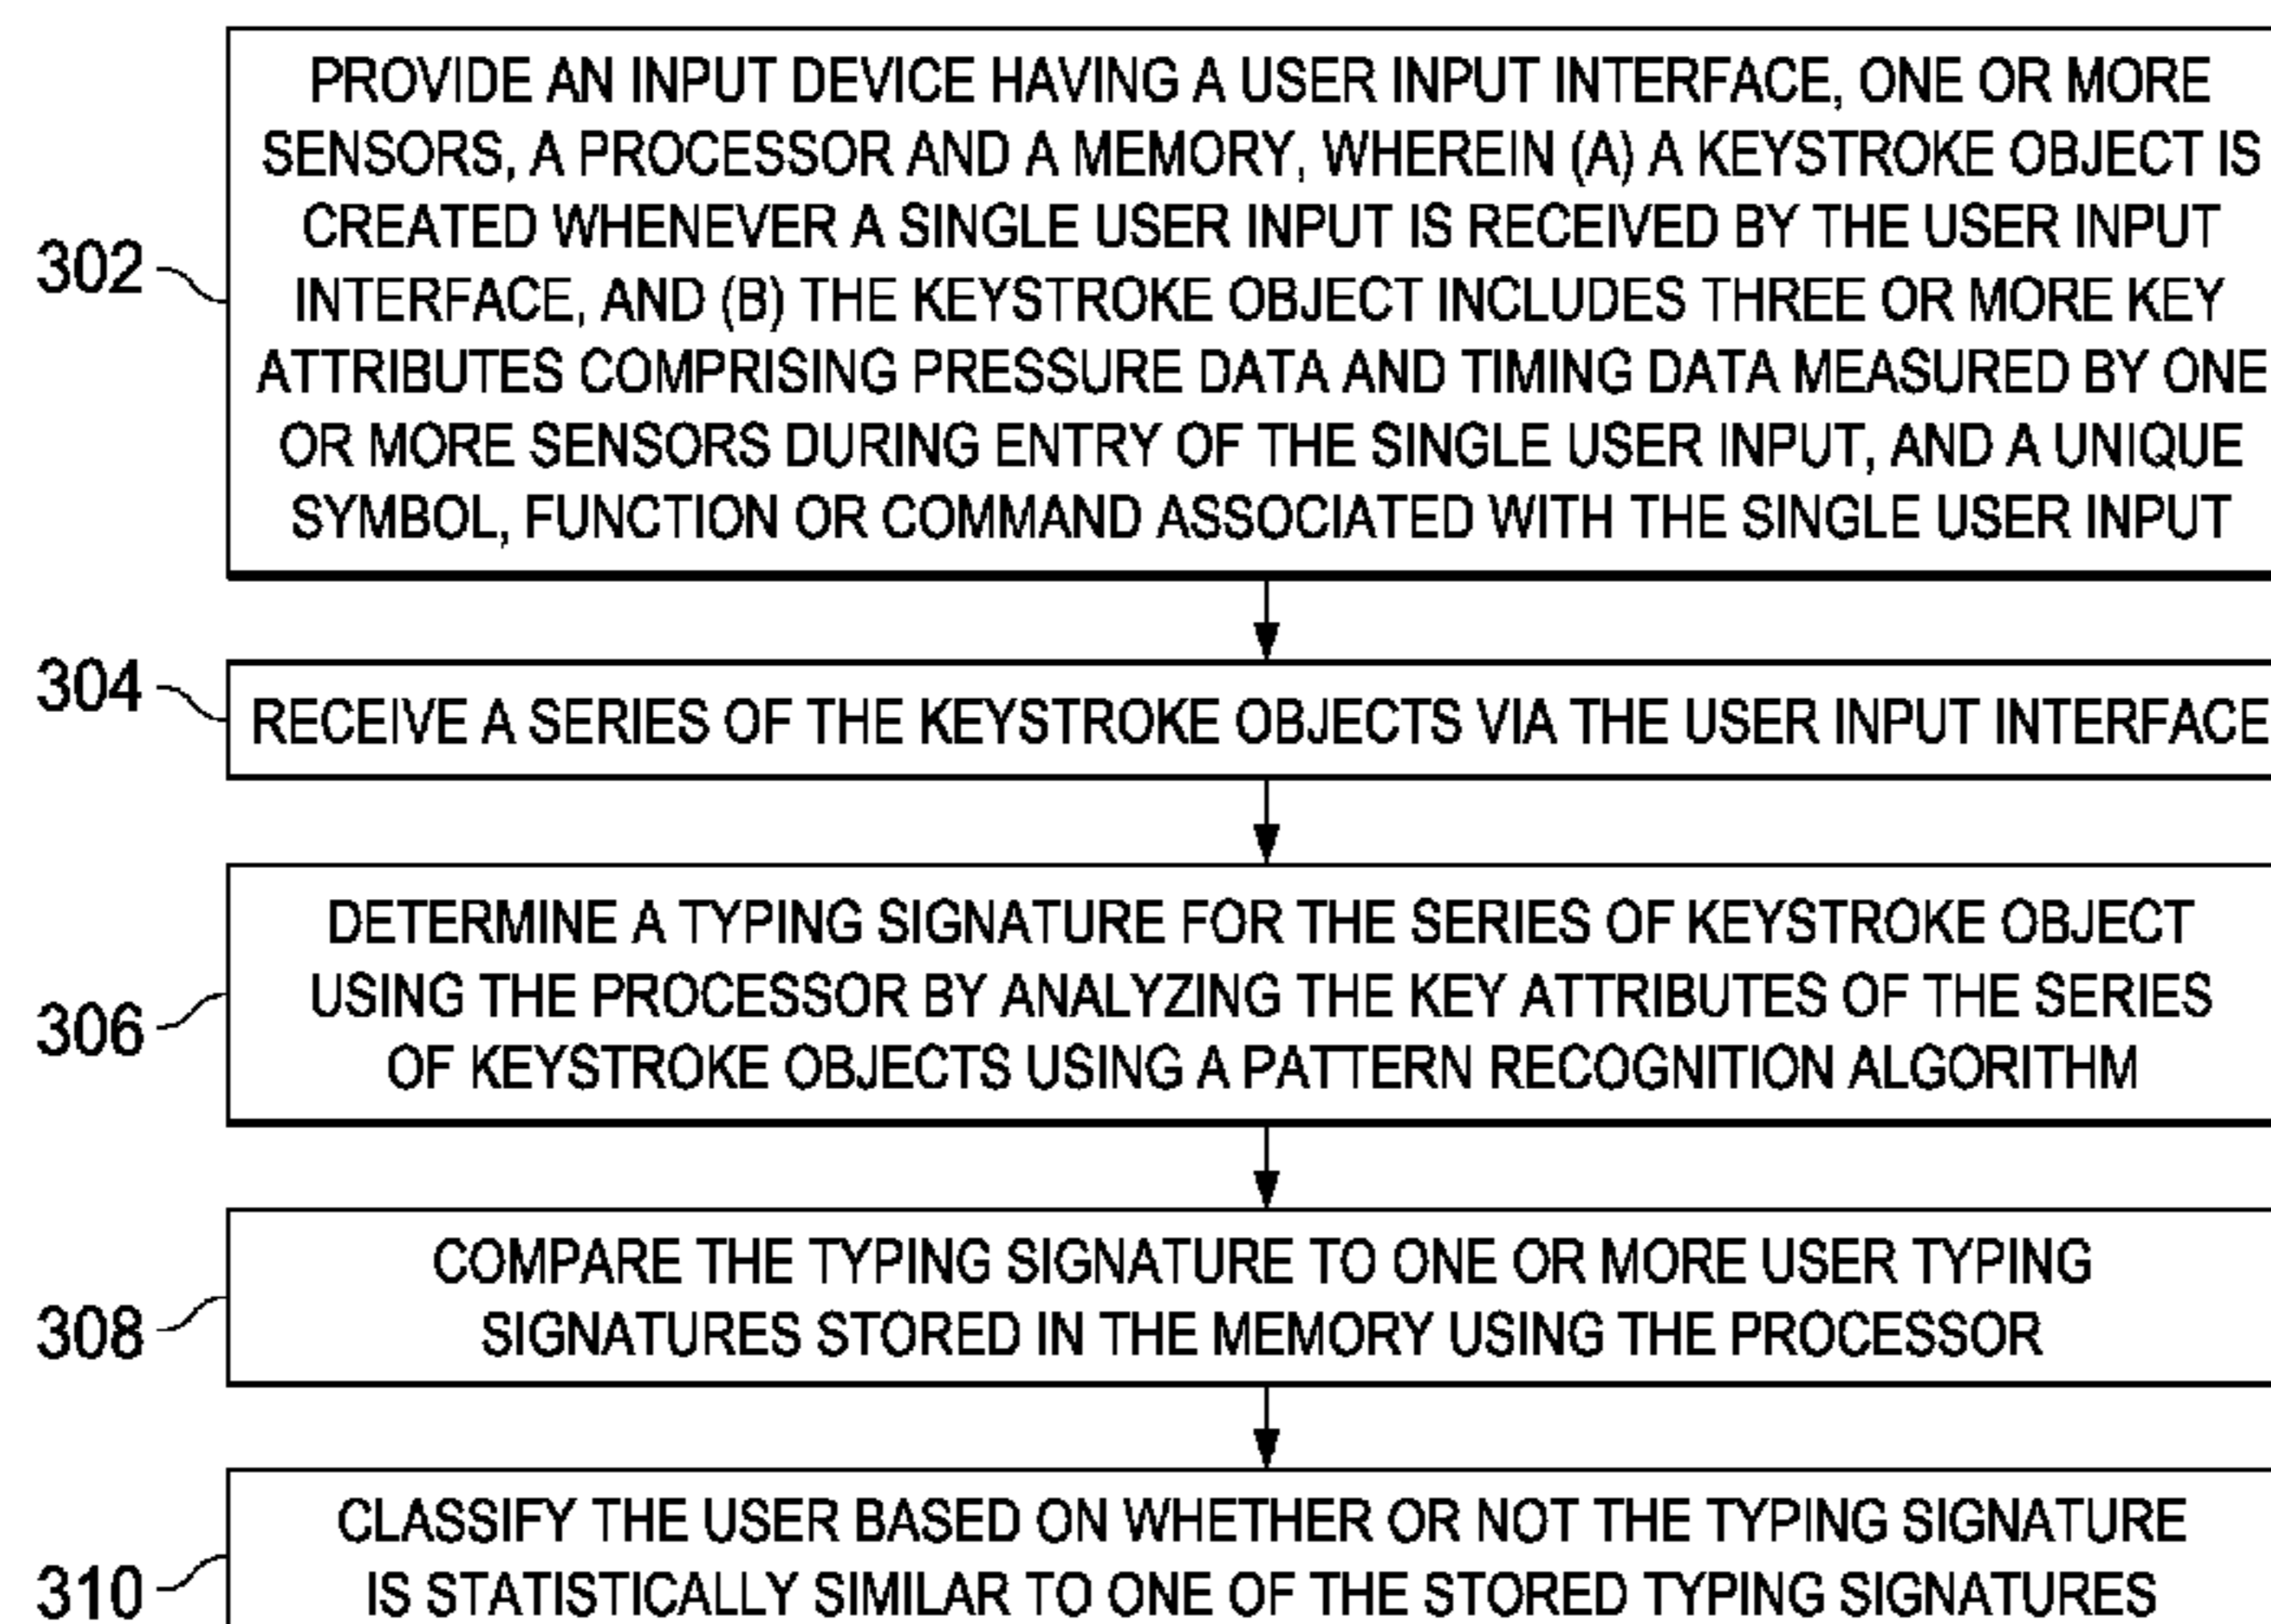 PROVIDE AN INPUT DEVICE HAVING A USER INPUT INTERFACE, ONE OR MORE
SENSORS, A PROCESSOR AND A MEMORY, WHEREIN (A) A KEYSTROKE OBJECT IS
CREATED WHENEVER A SINGLE USER INPUT IS RECEIVED BY THE USER INPUT
302
INTERFACE, AND (B) THE KEYSTROKE OBJECT INCLUDES THREE OR MORE KEY
ATTRIBUTES COMPRISING PRESSURE DATA AND TIMING DATA MEASURED BY ONE
OR MORE SENSORS DURING ENTRY OF THE SINGLE USER INPUT, AND A UNIQUE
SYMBOL, FUNCTION OR COMMAND ASSOCIATED WITH THE SINGLE USER INPUT
304
RECEIVE A SERIES OF THE KEYSTROKE OBJECTS VIA THE USER INPUT INTERFACE
DETERMINE A TYPING SIGNATURE FOR THE SERIES OF KEYSTROKE OBJECT
USING THE PROCESSOR BY ANALYZING THE KEY ATTRIBUTES OF THE SERIES
306
OF KEYSTROKE OBJECTS USING A PATTERN RECOGNITION ALGORITHM
COMPARE THE TYPING SIGNATURE TO ONE OR MORE USER TYPING
308
SIGNATURES STORED IN THE MEMORY USING THE PROCESSOR
CLASSIFY THE USER BASED ON WHETHER OR NOT THE TYPING SIGNATURE
310
IS STATISTICALLY SIMILAR TO ONE OF THE STORED TYPING SIGNATURES